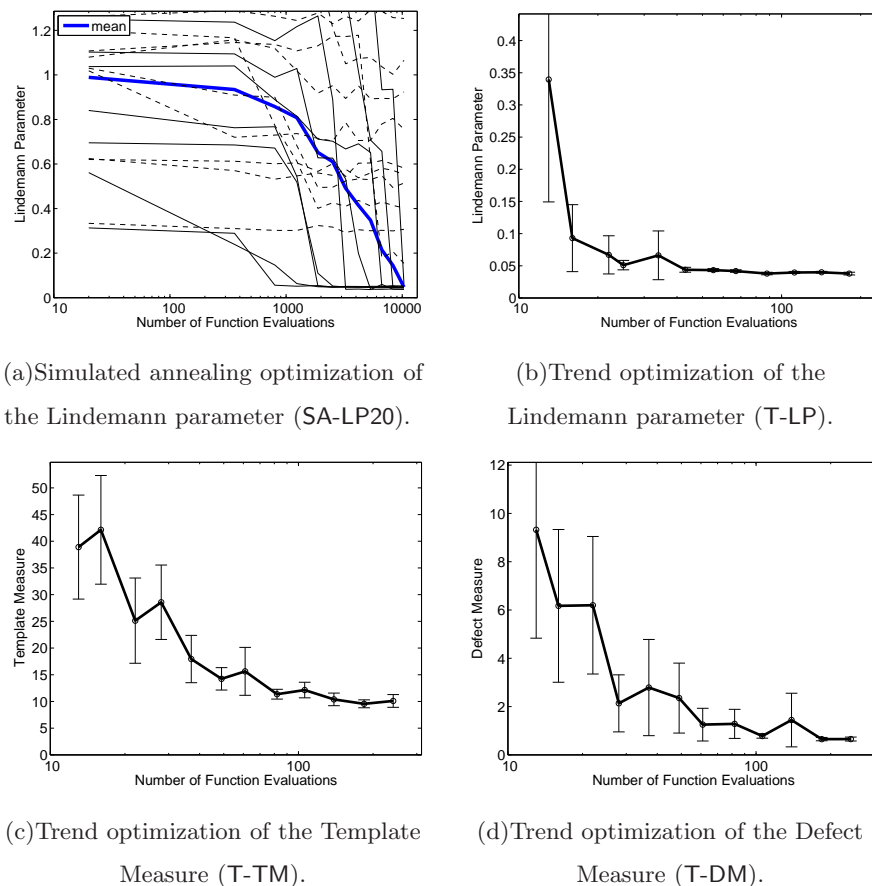 1.2
1
0.8
0.6
0.4
0.2
0
mean
Lindemann Parameter
10
100
1000
10000
Number of Function Evaluations
(a)Simulated annealing optimization of
the Lindemann parameter (SA-LP20).
0.4
0.35
0.3
0.25
0.2
0.15
0.1
0.05
0
Lindemann Parameter
10
100
Number of Function Evaluations
(b)Trend optimization of the
Lindemann parameter (T-LP).
50
45
40
35
30
25
20
15
10
5
0
Template Measure
10
100
Number of Function Evaluations
(c)Trend optimization of the Template
Measure (T-TM).
12
10
8
6
4
2
0
Defect Measure
10
100
Number of Function Evaluations
(d)Trend optimization of the Defect
Measure (T-DM).